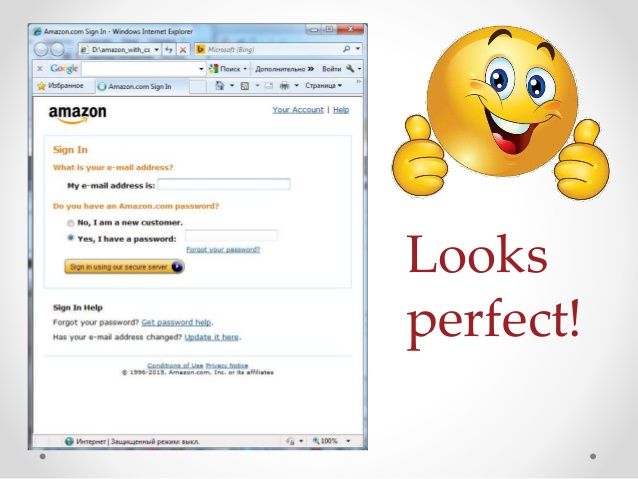 Amazon.com Sign In - Windows Internet Explorer
D:\amazon_with_ca
Microsoft (Bing)
x Google Поиск Дополнительно » Войти
Избранное Amazon.com Sign In Страница
amazon
Your Account | Help
Sign In
What is your e-mail address?
My e-mail address is:
Do you have an Amazon.com password?
No, I am a new customer.
Yes, I have a password:
Forgot your password?
Sign in using our secure server
Sign In Help
Forgot your password? Get password help.
Has your e-mail address changed? Update it here.
Conditions of Use Privacy Notice
© 1996-2015, Amazon.com, Inc. or its affiliates
Интернет | Защищенный режим: выкл.
100%
Looks
perfect!